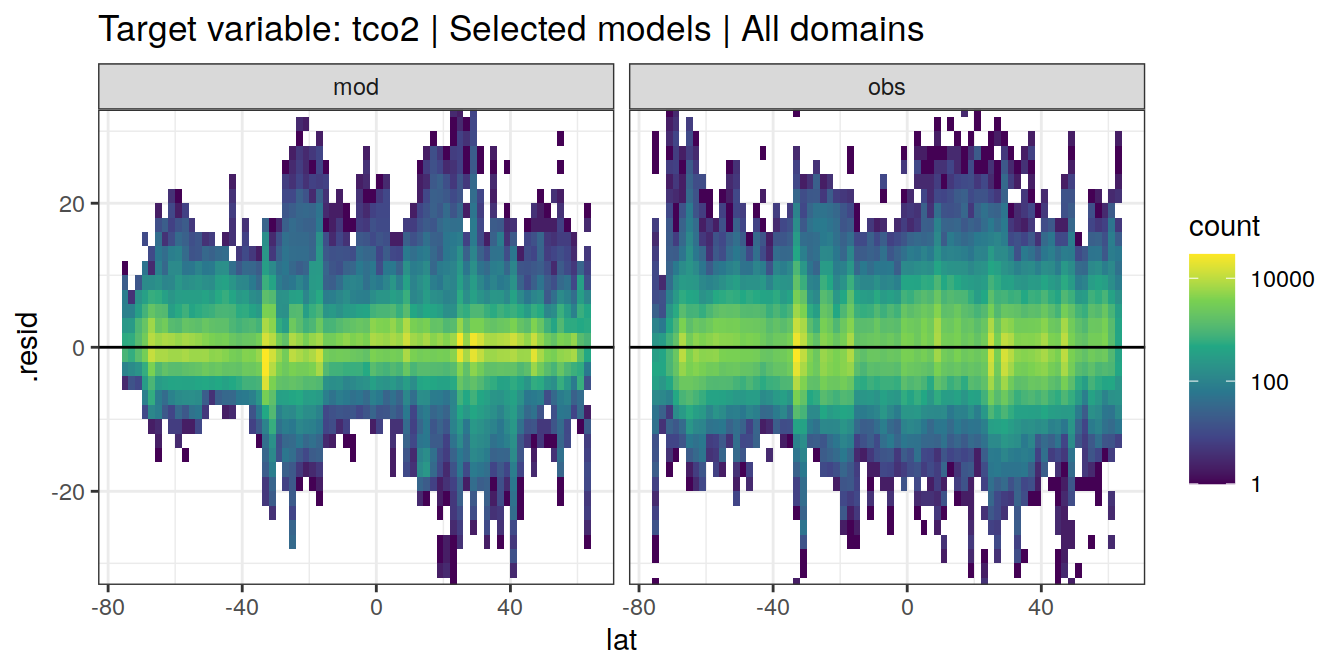 Target variable: tco2 | Selected models | All domains
mod
obs
.resid
20
0
-20
-80
-40
0
40
-80
-40
0
40
lat
count
10000
100
1